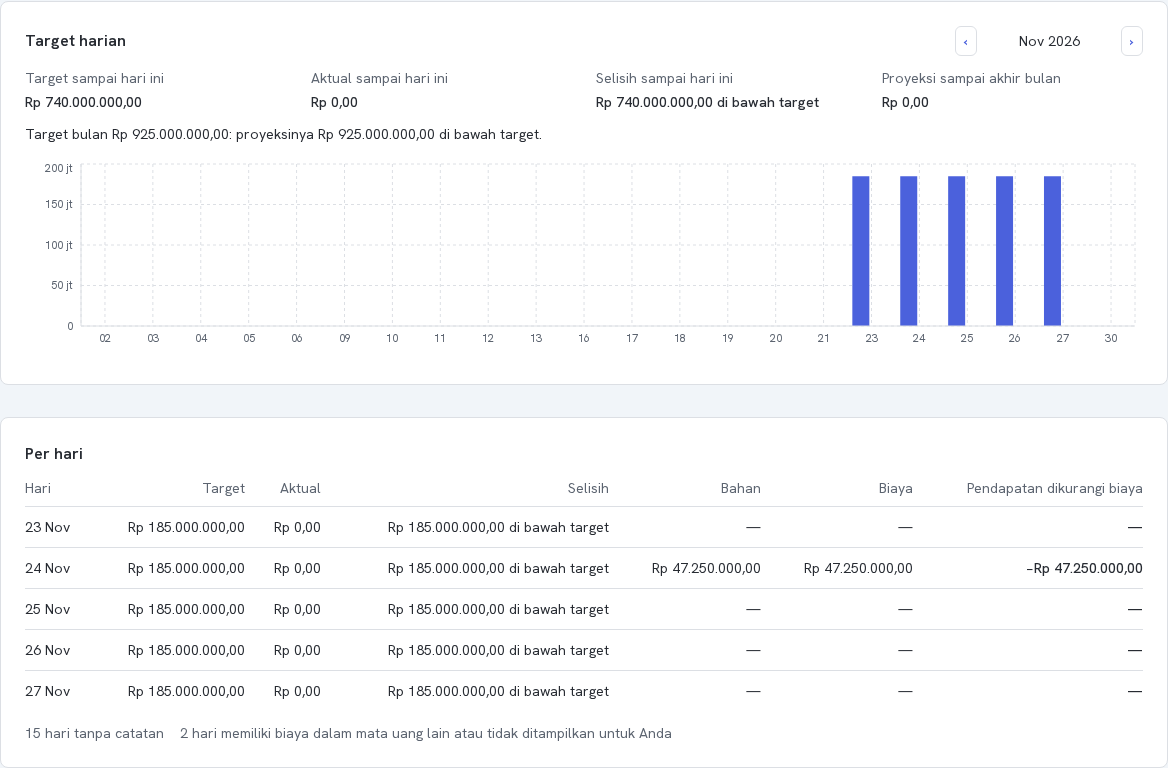 Target harian
‹ Nov 2026 ›
Target sampai hari ini Aktual sampai hari ini Selisih sampai hari ini Proyeksi sampai akhir bulan
Rp 740.000.000,00 Rp 0,00 Rp 740.000.000,00 di bawah target Rp 0,00
Target bulan Rp 925.000.000,00: proyeksinya Rp 925.000.000,00 di bawah target.
200 jt
150 jt
100 jt
50 jt
0
02 03 04 05 06 09 10 11 12 13 16 17 18 19 20 21 23 24 25 26 27 30
Per hari
Hari Target Aktual Selisih Bahan Biaya Pendapatan dikurangi biaya
23 Nov Rp 185.000.000,00 Rp 0,00 Rp 185.000.000,00 di bawah target — — —
24 Nov Rp 185.000.000,00 Rp 0,00 Rp 185.000.000,00 di bawah target Rp 47.250.000,00 Rp 47.250.000,00 −Rp 47.250.000,00
25 Nov Rp 185.000.000,00 Rp 0,00 Rp 185.000.000,00 di bawah target — — —
26 Nov Rp 185.000.000,00 Rp 0,00 Rp 185.000.000,00 di bawah target — — —
27 Nov Rp 185.000.000,00 Rp 0,00 Rp 185.000.000,00 di bawah target — — —
15 hari tanpa catatan 2 hari memiliki biaya dalam mata uang lain atau tidak ditampilkan untuk Anda